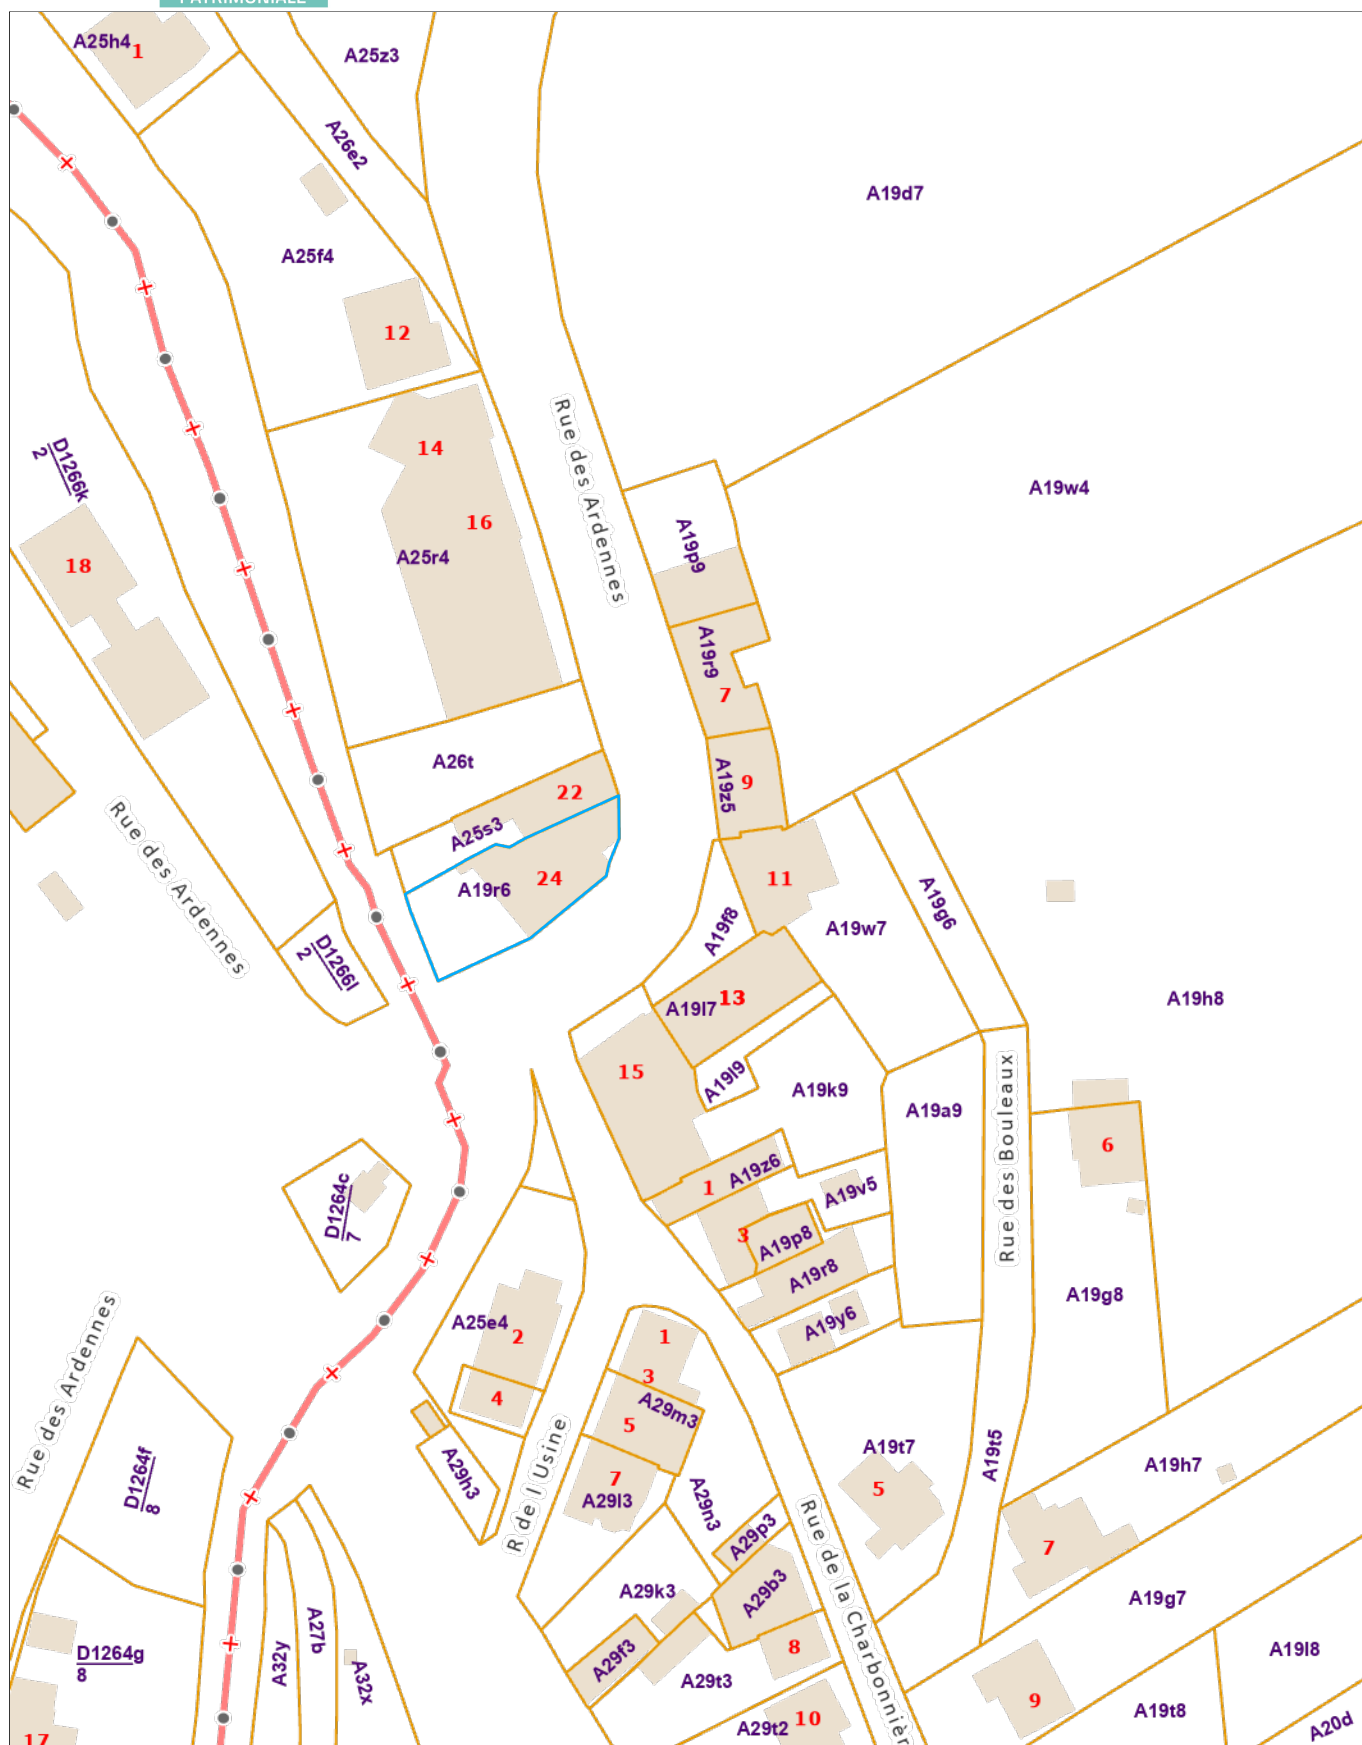 PATRIMONIALE
A25h4
1
A25z3
A26e2
A19d7
A25f4
12
Rue des Ardennes
14
D1266k
2
A19w4
16
A19p9
A25r4
18
A19r9
7
A26t
A19z5
9
22
Rue des Ardennes
A25s3
24
11
A19r6
A19g6
A19f8
A19w7
D1266l
2
A19l7
13
A19h8
15
A19l9
A19k9
A19a9
Rue des Bouleaux
6
A19z6
1
A19v5
D1264c
7
3
A19p8
A19r8
A19g8
A25e4
2
A19y6
1
3
Rue des Ardennes
4
A29m3
5
A19t7
A19t5
A19h7
R de l'Usine
A29h3
7
A29l3
5
D1264f
8
A29n3
Rue de la Charbonnièr
A29p3
7
A29k3
A29b3
A19g7
A27b
A32y
A32x
D1264g
8
A29f3
8
A19l8
A29t3
9
A19t8
A29t2
10
A20d
17